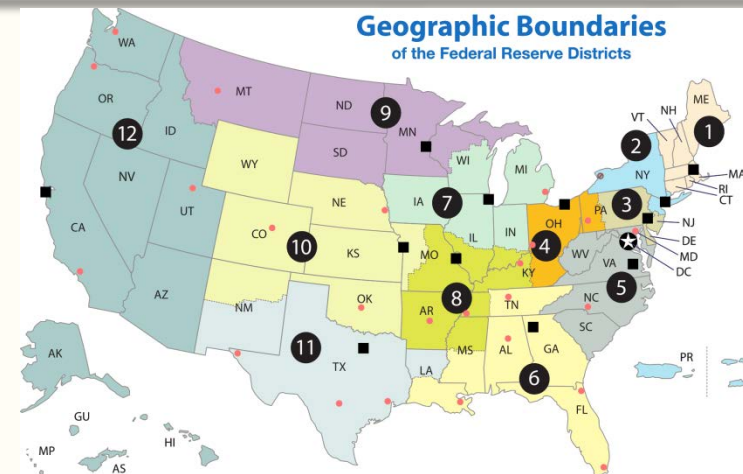 Geographic Boundaries
of the Federal Reserve Districts
WA
ME
MT
ND
VT
NH
OR
MN
9
1
12
ID
2
SD
WI
NY
MA
WY
MI
RI
CT
NV
IA
7
3
NE
PA
NJ
OH
UT
IL
IN
4
DE
CA
CO
10
KS
MO
WV
VA
MD
DC
KY
5
8
NC
AZ
OK
TN
AR
NM
SC
11
MS
AL
GA
AK
TX
LA
PR
6
GU
FL
HI
MP
AS